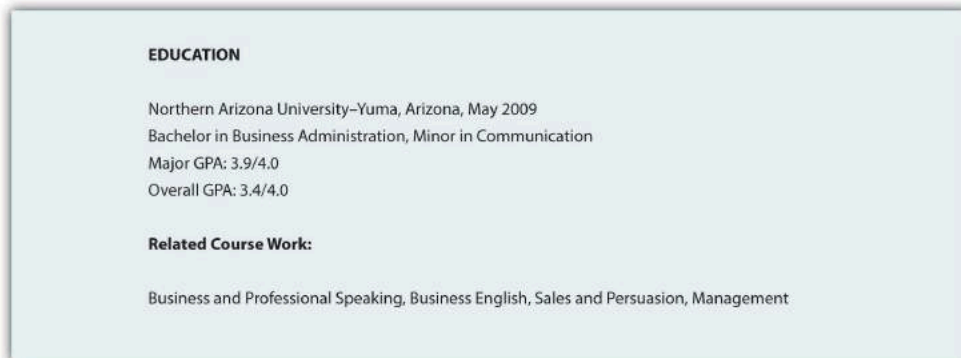 EDUCATION
Northern Arizona University–Yuma, Arizona, May 2009
Bachelor in Business Administration, Minor in Communication
Major GPA: 3.9/4.0
Overall GPA: 3.4/4.0
Related Course Work:
Business and Professional Speaking, Business English, Sales and Persuasion, Management